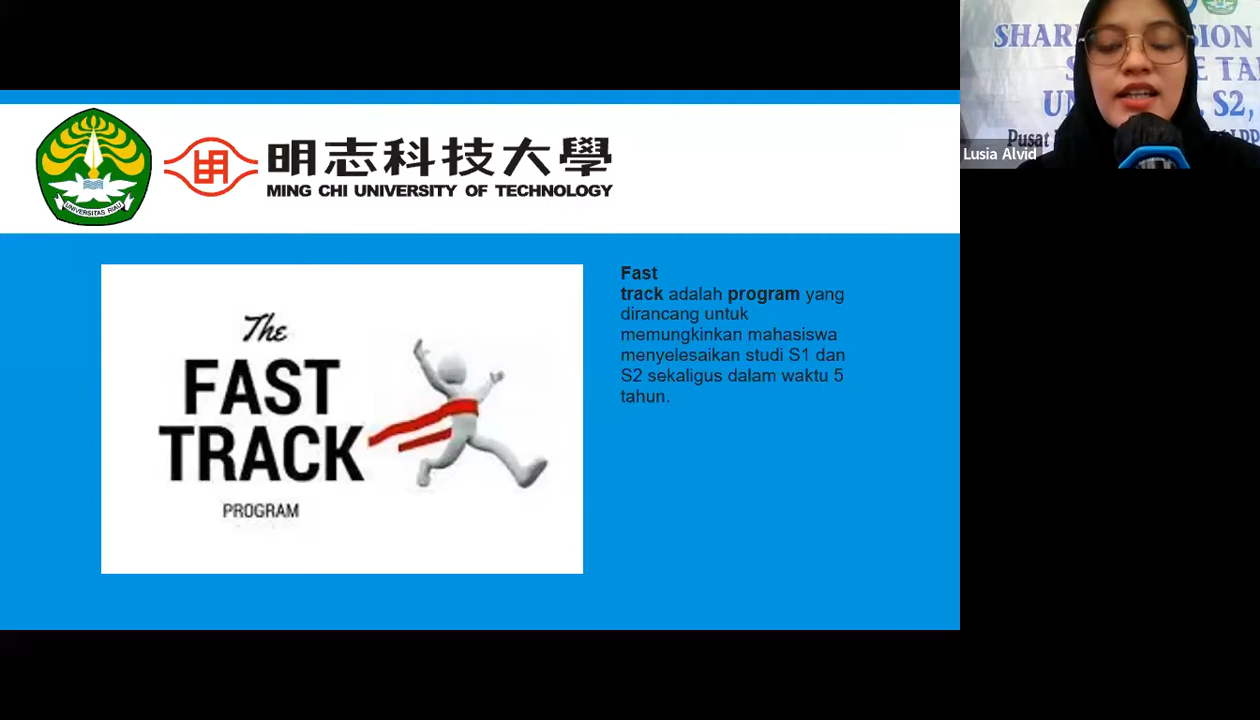 UNIVERSITAS RIAU
明
明志科技大學
MING CHI UNIVERSITY OF TECHNOLOGY
The
FAST
TRACK
PROGRAM
Fast
track adalah program yang
dirancang untuk
memungkinkan mahasiswa
menyelesaikan studi S1 dan
S2 sekaligus dalam waktu 5
tahun.
S2,
Pusat
Lusia Alvid